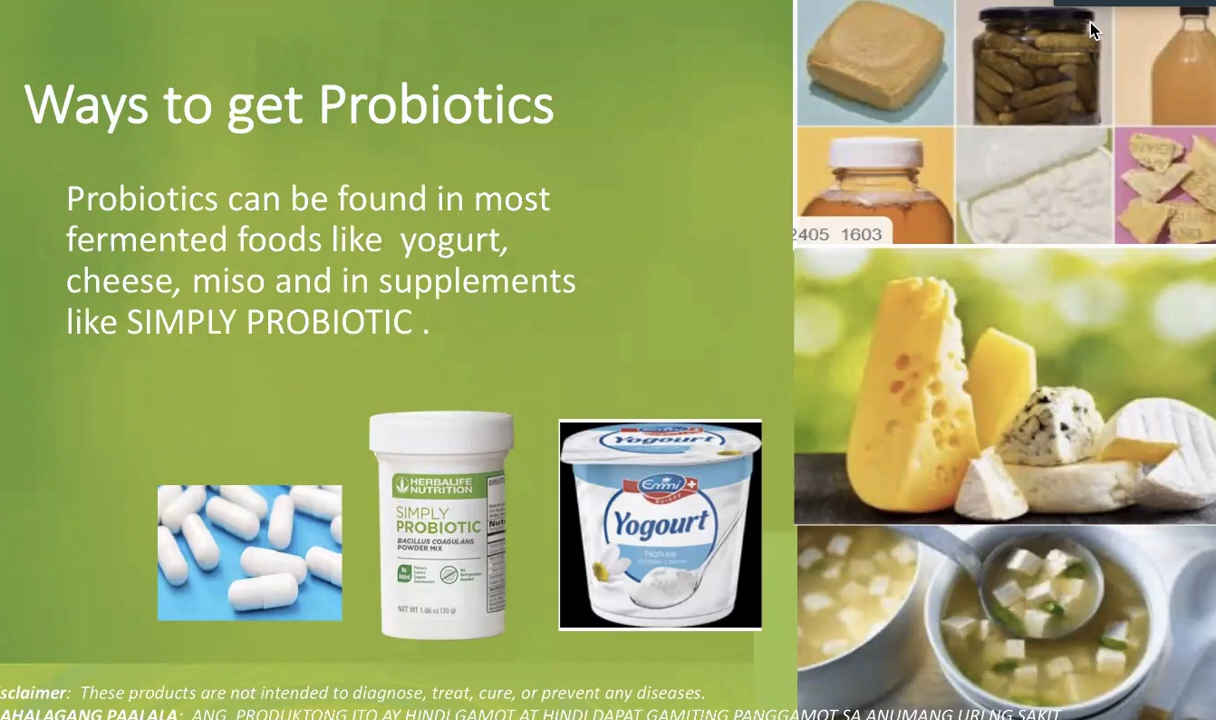 Ways to get Probiotics
Probiotics can be found in most
fermented foods like yogurt,
cheese, miso and in supplements
like SIMPLY PROBIOTIC .
2405 1603
HERBALIFE
NUTRITION
SIMPLY
PROBIOTIC
BACILLUS COAGULANS
POWDER MIX
NET WT 1.06 oz (30 g)
Emmi
Yogourt
Nature
sclaimer: These products are not intended to diagnose, treat, cure, or prevent any diseases.
AHALAGANG PAALALA: ANG PRODUKTONG ITO AY HINDI GAMOT AT HINDI DAPAT GAMITING PANGGAMOT SA ANUMANG URI NG SAKIT